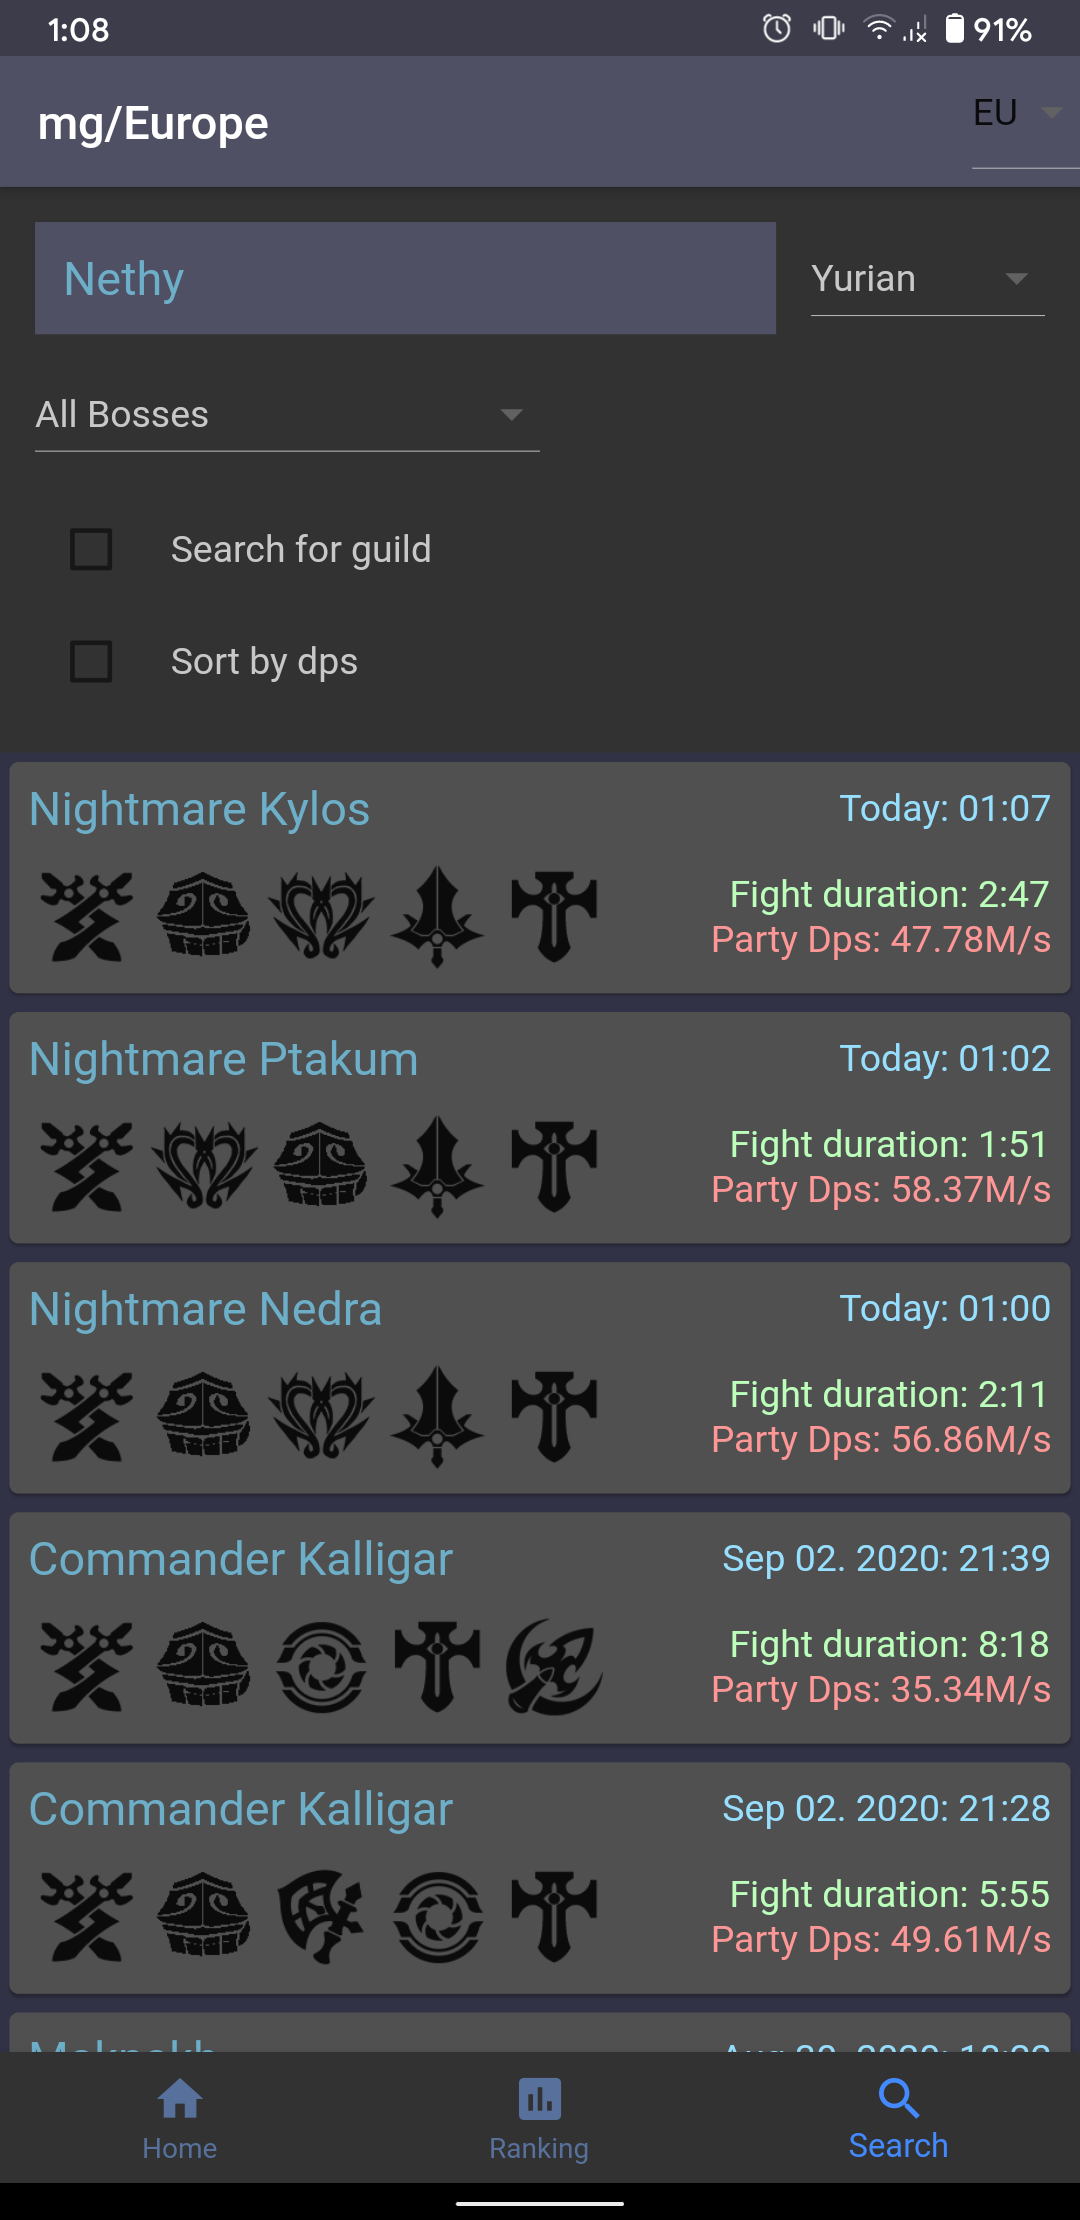 1:08 91%
mg/Europe EU
Nethy Yurian
All Bosses
Search for guild
Sort by dps
Nightmare Kylos Today: 01:07
Fight duration: 2:47
Party Dps: 47.78M/s
Nightmare Ptakum Today: 01:02
Fight duration: 1:51
Party Dps: 58.37M/s
Nightmare Nedra Today: 01:00
Fight duration: 2:11
Party Dps: 56.86M/s
Commander Kalligar Sep 02. 2020: 21:39
Fight duration: 8:18
Party Dps: 35.34M/s
Commander Kalligar Sep 02. 2020: 21:28
Fight duration: 5:55
Party Dps: 49.61M/s
Home
Ranking
Search